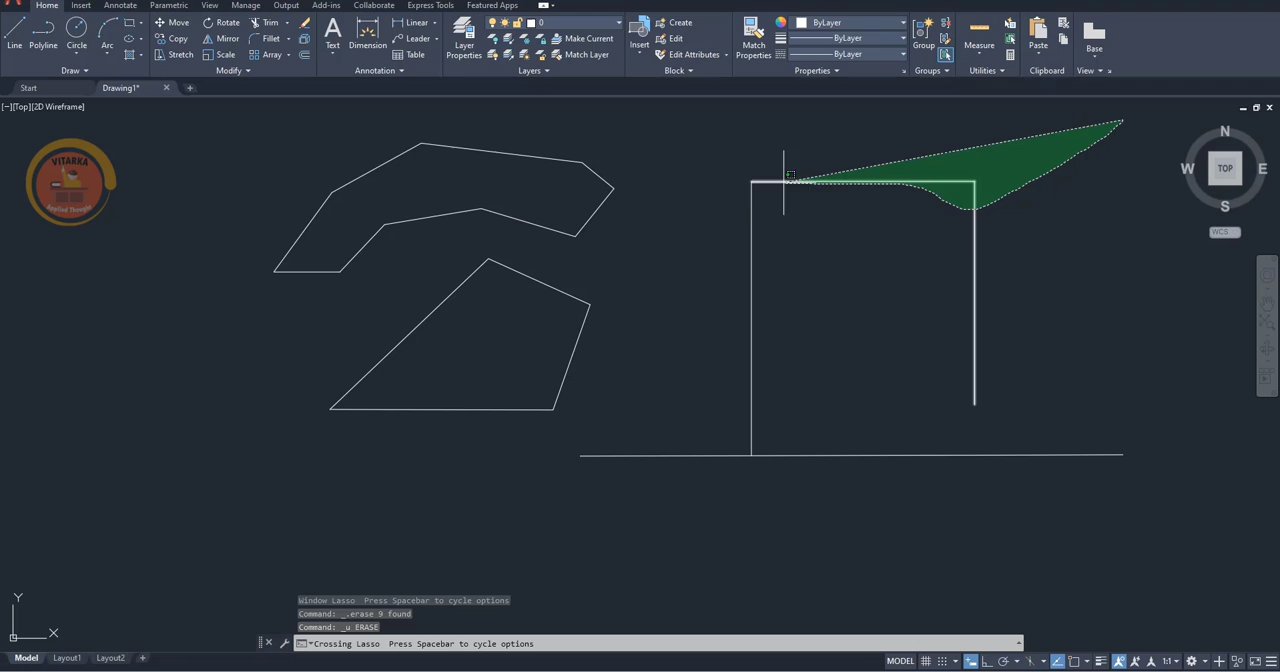 Home Insert Annotate Parametric View Manage Output Add-ins Collaborate Express Tools Featured Apps
Line Polyline Circle Arc
Move Rotate Trim
Copy Mirror Fillet
Stretch Scale Array
Text Dimension
Linear
Leader
Table
Layer Properties
0
Make Current
Match Layer
Insert
Create
Edit
Edit Attributes
Match Properties
ByLayer
ByLayer
ByLayer
Group
Measure
Paste
Base
Draw Modify Annotation Layers Block Properties Groups Utilities Clipboard View
Start Drawing1*
[−][Top][2D Wireframe]
VITARKA
Applied Thought
N
W TOP E
S
WCS
Window Lasso Press Spacebar to cycle options
Command: _.erase 9 found
Command: _u ERASE
Crossing Lasso Press Spacebar to cycle options
Y
X
Model Layout1 Layout2
MODEL
1:1